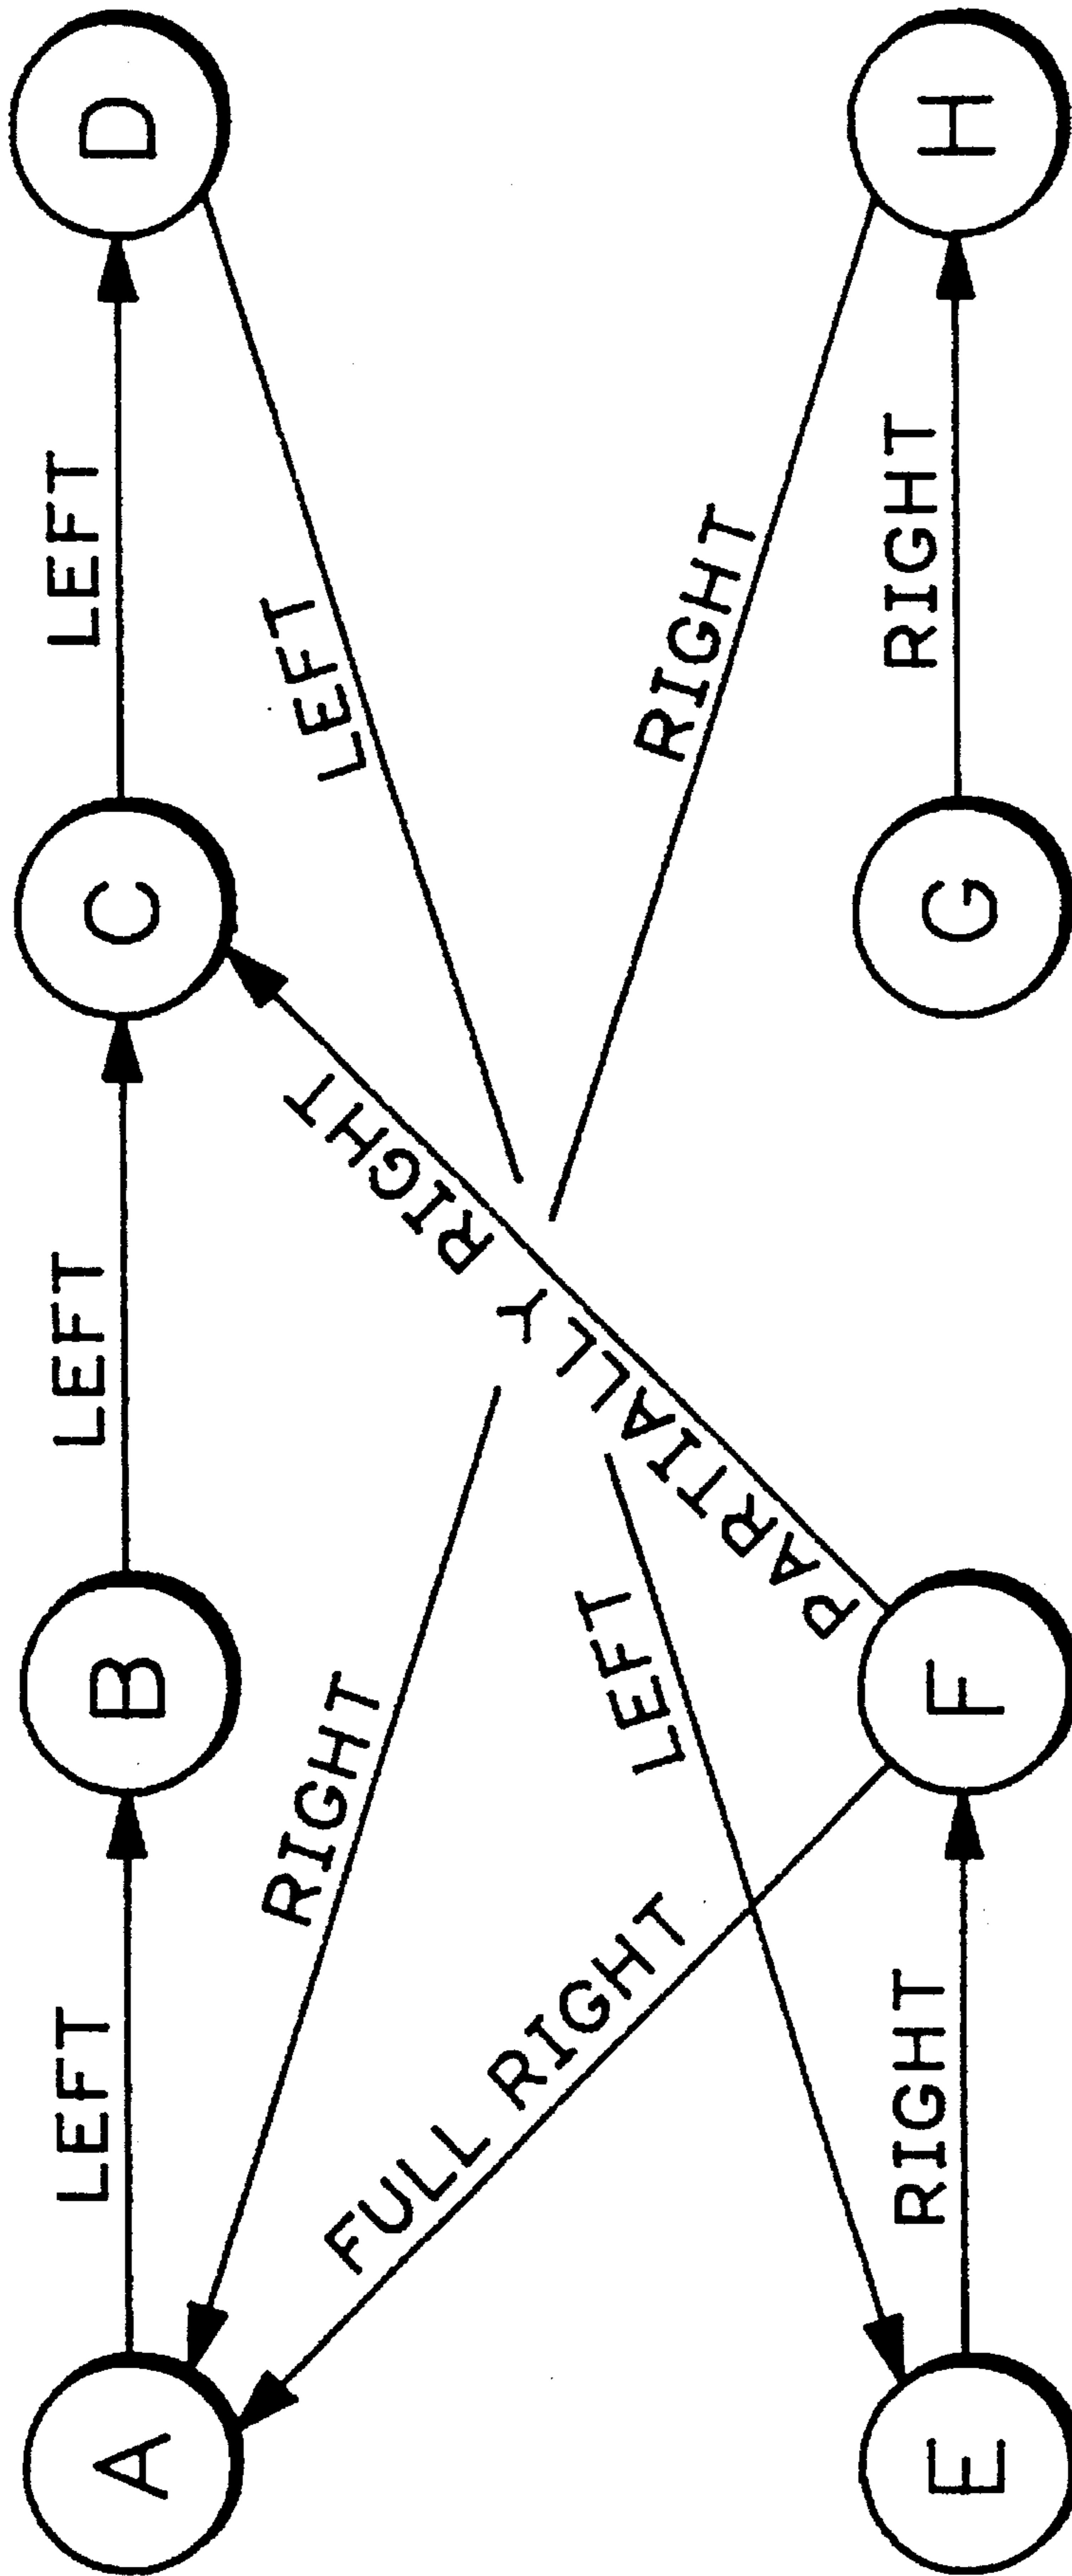 A
LEFT
B
LEFT
C
LEFT
D
RIGHT
LEFT
FULL RIGHT
PARTIALLY RIGHT
LEFT
RIGHT
E
RIGHT
F
G
RIGHT
H